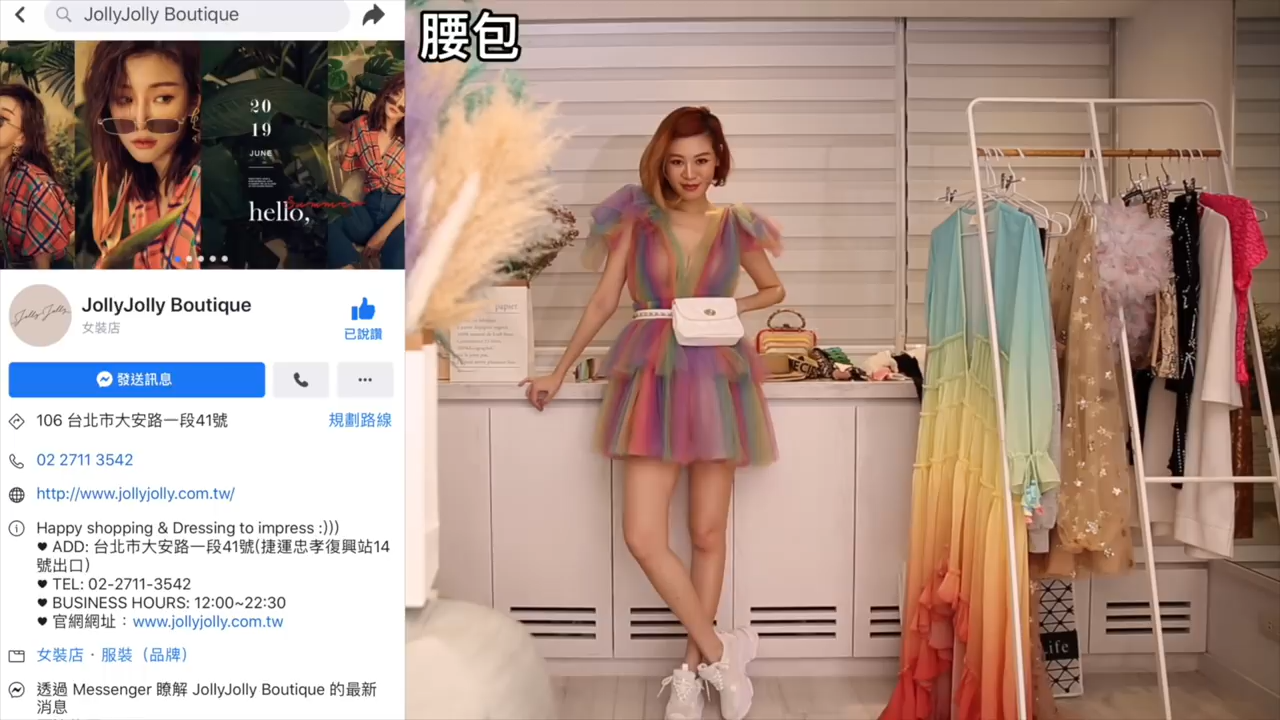 JollyJolly Boutique
腰包
20
19
JUNE
Summer
hello,
Jolly Jolly
JollyJolly Boutique
女裝店
已說讚
發送訊息
106 台北市大安路一段41號
規劃路線
02 2711 3542
http://www.jollyjolly.com.tw/
Happy shopping & Dressing to impress :)))
♥ ADD: 台北市大安路一段41號(捷運忠孝復興站14
號出口)
♥ TEL: 02-2711-3542
♥ BUSINESS HOURS: 12:00~22:30
♥ 官網網址：www.jollyjolly.com.tw
女裝店・服裝（品牌）
透過 Messenger 瞭解 JollyJolly Boutique 的最新
消息
papier
Life